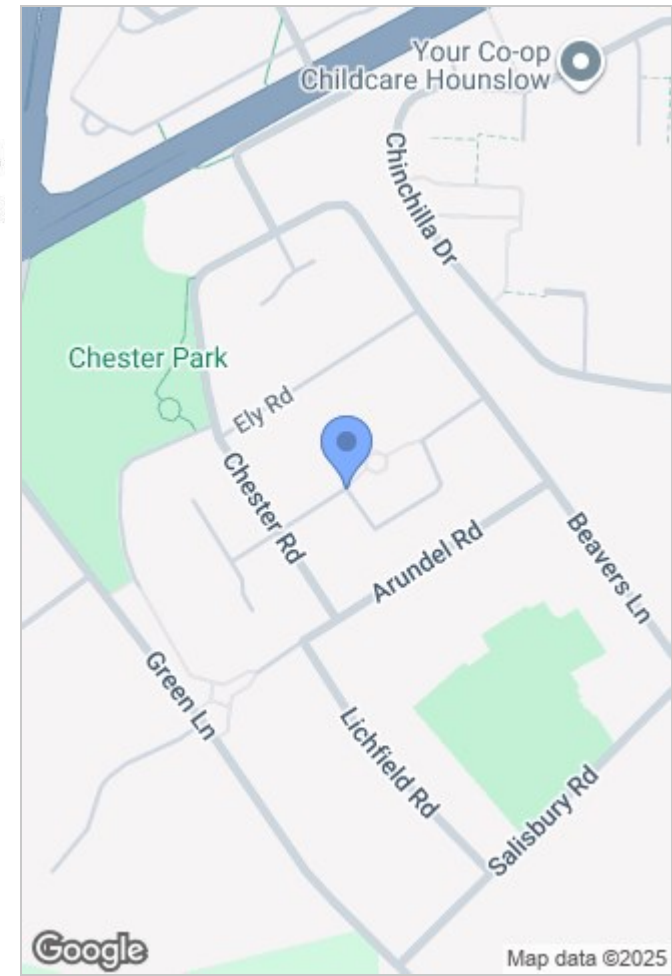 Your Co-op
Childcare Hounslow
Chinchilla Dr
Chester Park
Ely Rd
Chester Rd
Arundel Rd
Beavers Ln
Green Ln
Lichfield Rd
Salisbury Rd
Google
Map data ©2025